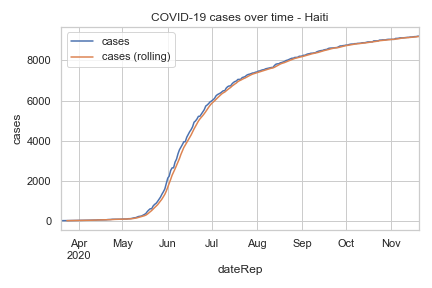 COVID-19 cases over time - Haiti
cases
cases (rolling)
8000
6000
4000
2000
0
cases
Apr
2020
May
Jun
Jul
Aug
Sep
Oct
Nov
dateRep